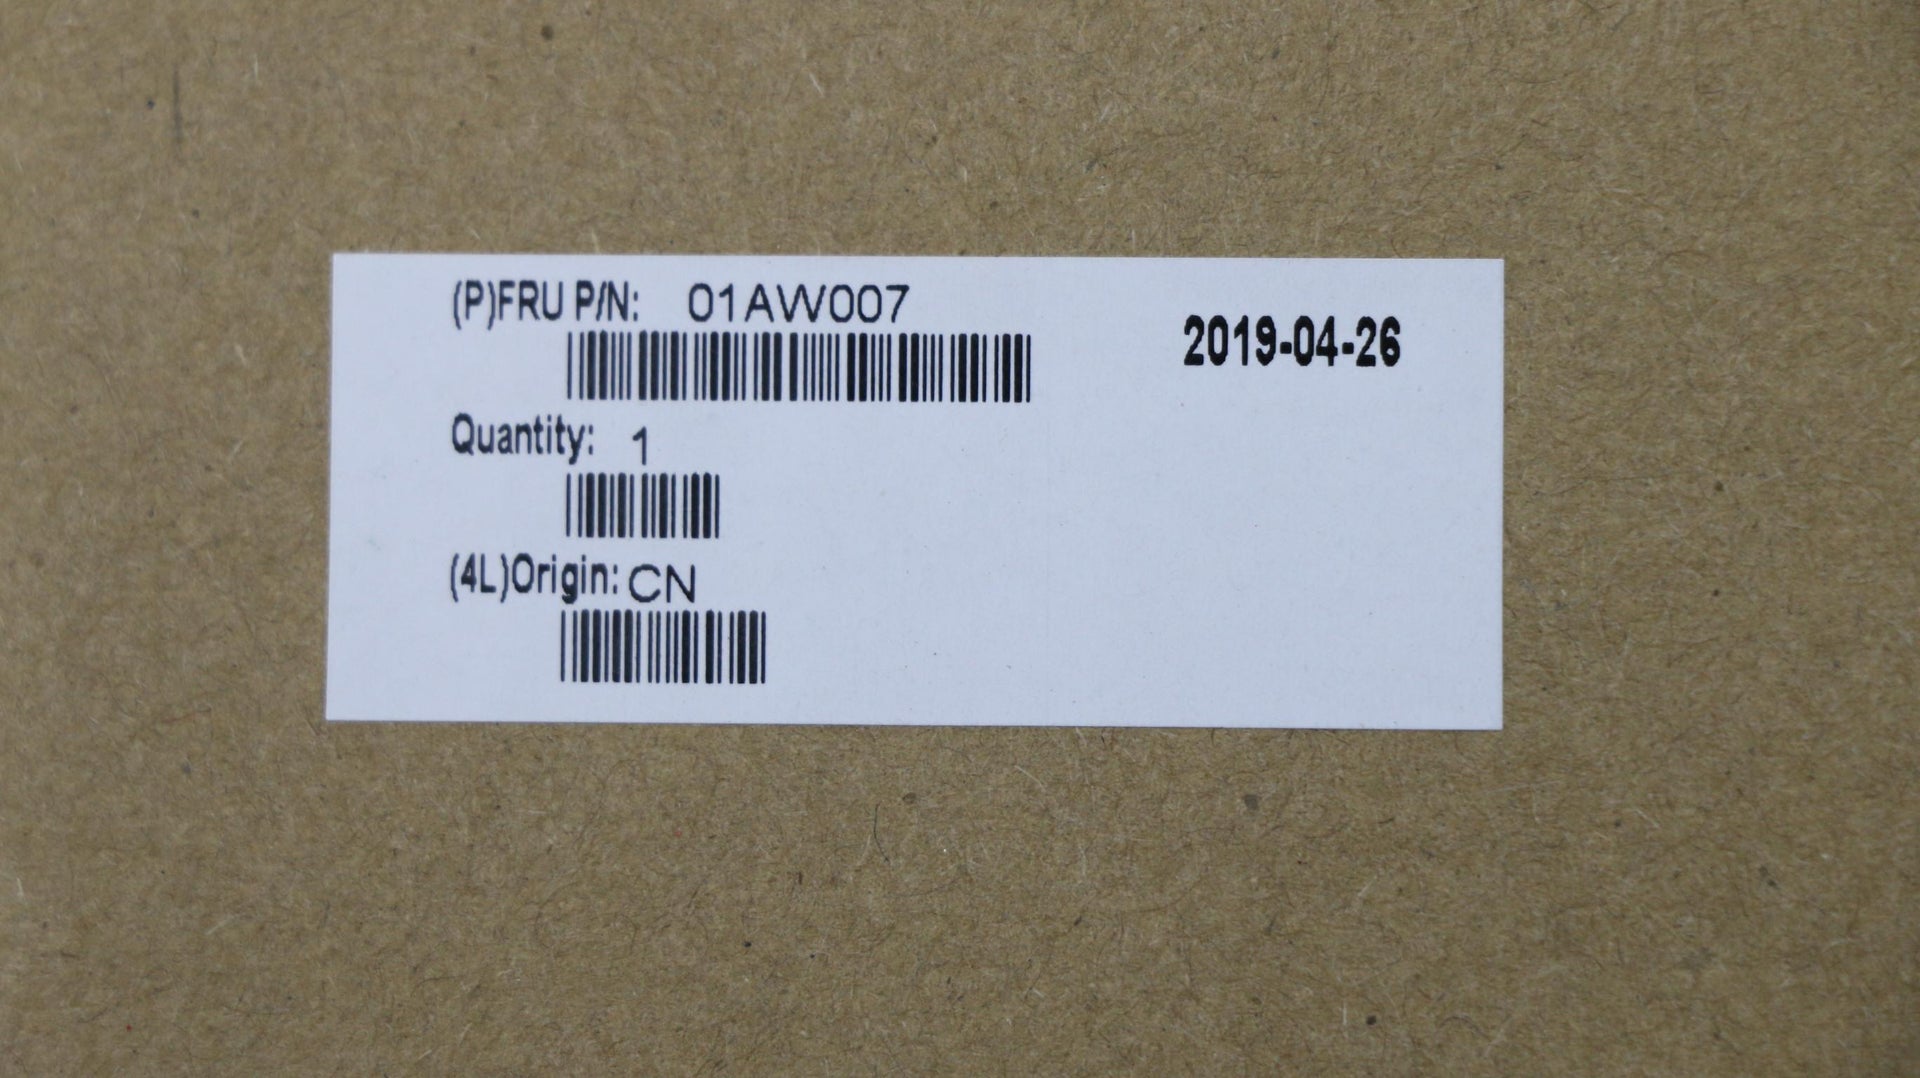 (P)FRU P/N: 01AW007
2019-04-26
Quantity: 1
(4L)Origin: CN